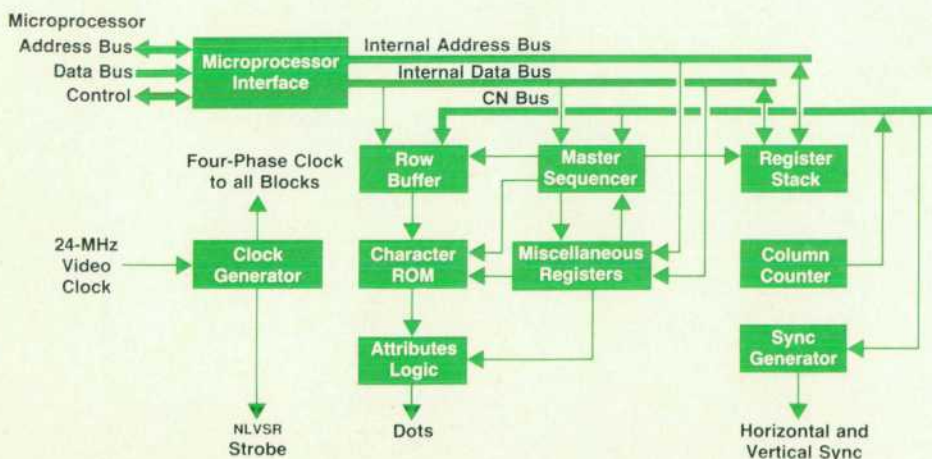 Microprocessor
Address Bus
Data Bus
Control
Microprocessor
Interface
Internal Address Bus
Internal Data Bus
CN Bus
Four-Phase Clock
to all Blocks
Row
Buffer
Master
Sequencer
Register
Stack
24-MHz
Video
Clock
Clock
Generator
Character
ROM
Miscellaneous
Registers
Column
Counter
Attributes
Logic
Sync
Generator
NLVSR
Strobe
Dots
Horizontal and
Vertical Sync